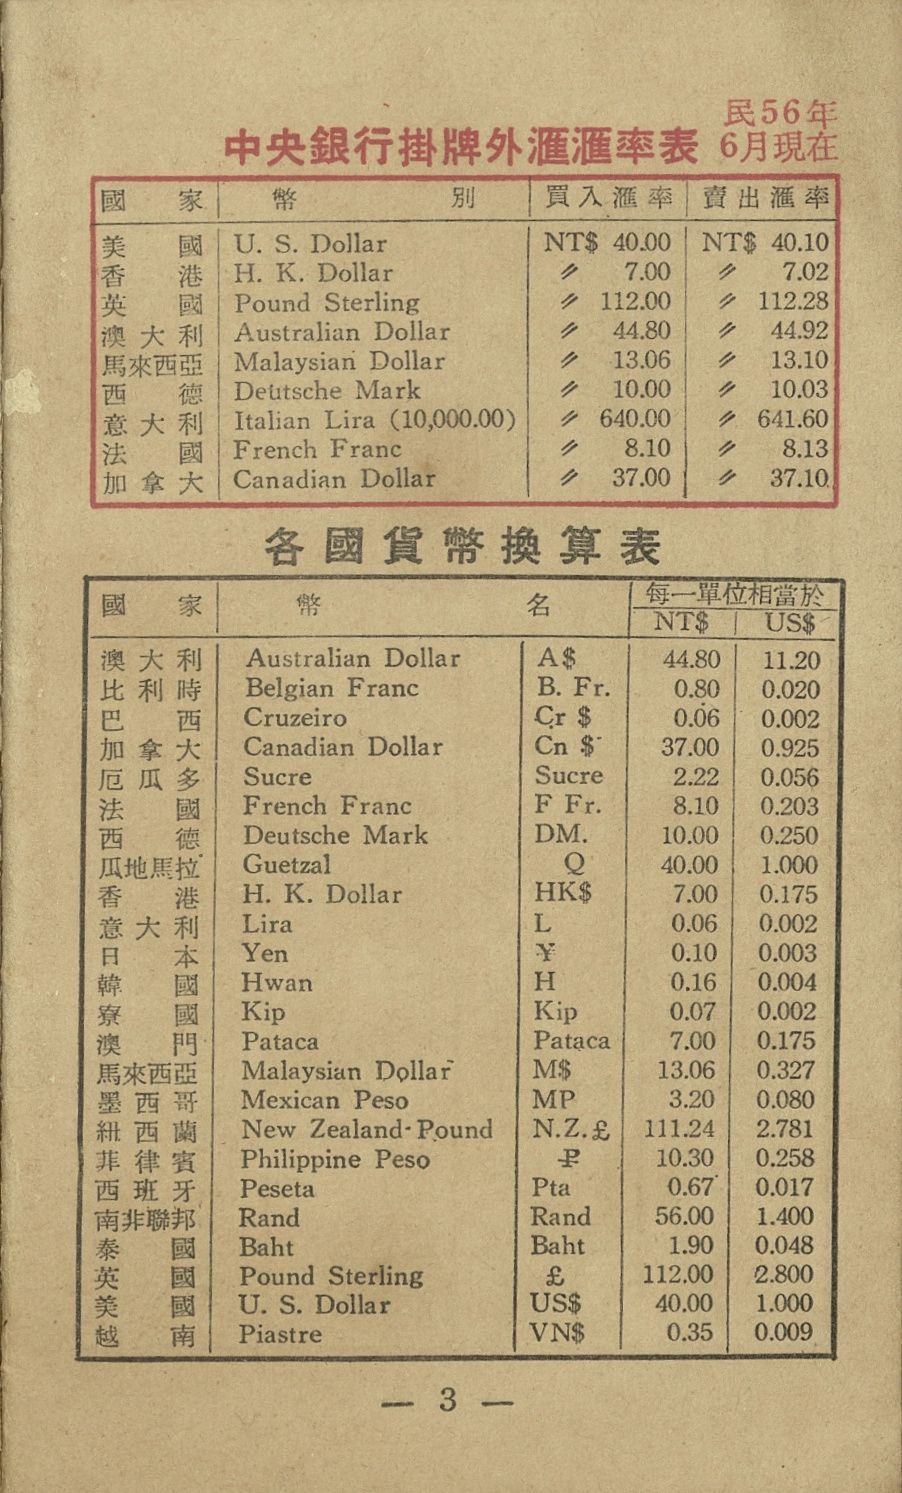 民56年
中央銀行掛牌外滙滙率表 6月現在
國家 幣別 買入滙率 賣出滙率
美國 U. S. Dollar NT$ 40.00 NT$ 40.10
香港 H. K. Dollar 〃 7.00 〃 7.02
英國 Pound Sterling 〃 112.00 〃 112.28
澳大利 Australian Dollar 〃 44.80 〃 44.92
馬來西亞 Malaysian Dollar 〃 13.06 〃 13.10
西德 Deutsche Mark 〃 10.00 〃 10.03
意大利 Italian Lira (10,000.00) 〃 640.00 〃 641.60
法國 French Franc 〃 8.10 〃 8.13
加拿大 Canadian Dollar 〃 37.00 〃 37.10
各國貨幣換算表
國家 幣名 每一單位相當於
NT$ US$
澳大利 Australian Dollar A$ 44.80 11.20
比利時 Belgian Franc B. Fr. 0.80 0.020
巴西 Cruzeiro Cr $ 0.06 0.002
加拿大 Canadian Dollar Cn $ 37.00 0.925
厄瓜多 Sucre Sucre 2.22 0.056
法國 French Franc F Fr. 8.10 0.203
西德 Deutsche Mark DM. 10.00 0.250
瓜地馬拉 Guetzal Q 40.00 1.000
香港 H. K. Dollar HK$ 7.00 0.175
意大利 Lira L 0.06 0.002
日本 Yen ¥ 0.10 0.003
韓國 Hwan H 0.16 0.004
寮國 Kip Kip 0.07 0.002
澳門 Pataca Pataca 7.00 0.175
馬來西亞 Malaysian Dollar M$ 13.06 0.327
墨西哥 Mexican Peso MP 3.20 0.080
紐西蘭 New Zealand-Pound N.Z.£ 111.24 2.781
菲律賓 Philippine Peso ₱ 10.30 0.258
西班牙 Peseta Pta 0.67 0.017
南非聯邦 Rand Rand 56.00 1.400
泰國 Baht Baht 1.90 0.048
英國 Pound Sterling £ 112.00 2.800
美國 U. S. Dollar US$ 40.00 1.000
越南 Piastre VN$ 0.35 0.009
— 3 —